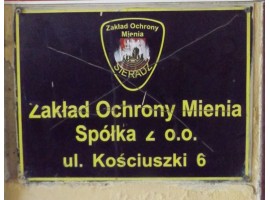 Zakład Ochrony
Mienia
SIERADZ
Zakład Ochrony Mienia
Spółka z o.o.
ul. Kościuszki 6